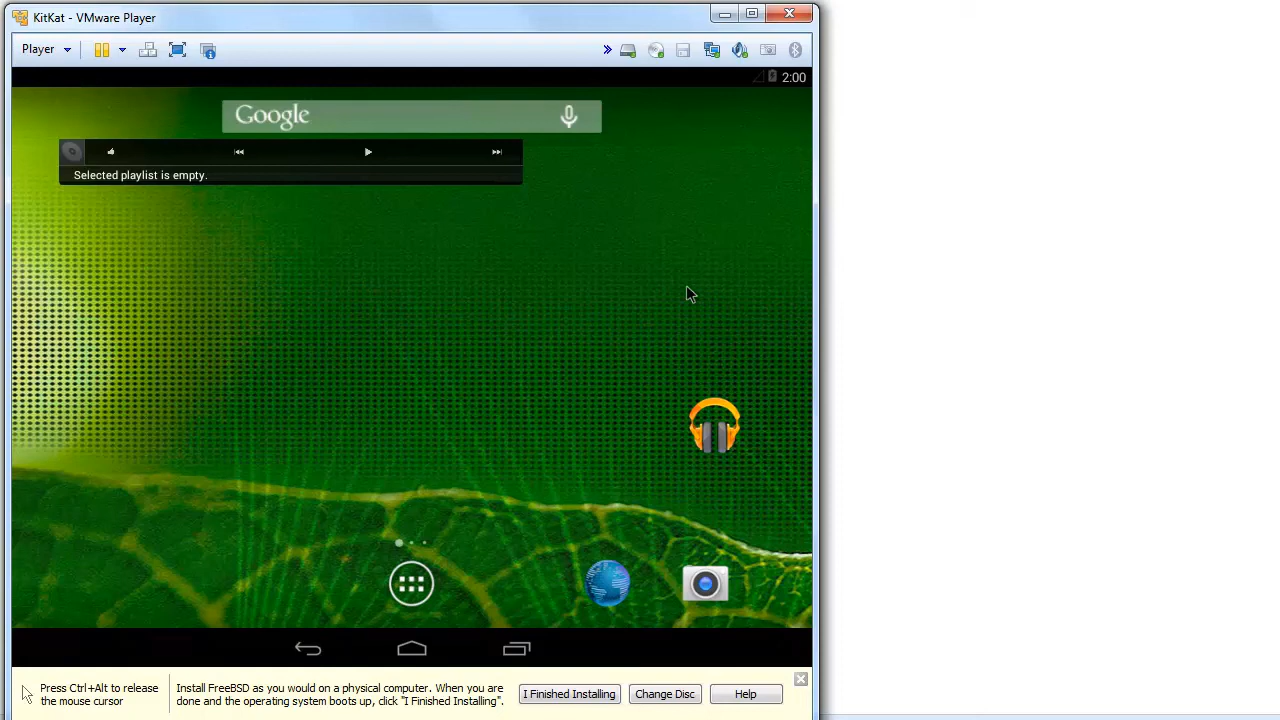 KitKat - VMware Player
Player
2:00
Google
Selected playlist is empty.
Press Ctrl+Alt to release
the mouse cursor
Install FreeBSD as you would on a physical computer. When you are
done and the operating system boots up, click "I Finished Installing".
I Finished Installing
Change Disc
Help